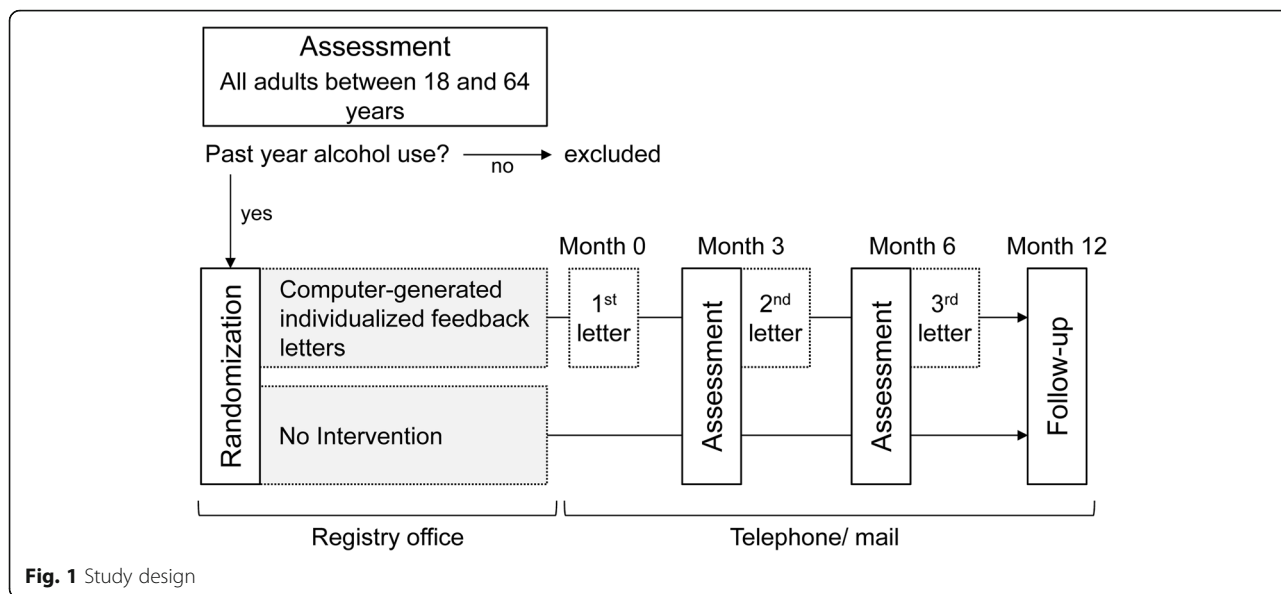 Assessment
All adults between 18 and 64
years
Past year alcohol use?
no
excluded
yes
Month 0
Month 3
Month 6
Month 12
Randomization
Computer-generated
individualized feedback
letters
1st
letter
Assessment
2nd
letter
Assessment
3rd
letter
Follow-up
No Intervention
Registry office
Telephone/ mail
Fig. 1 Study design